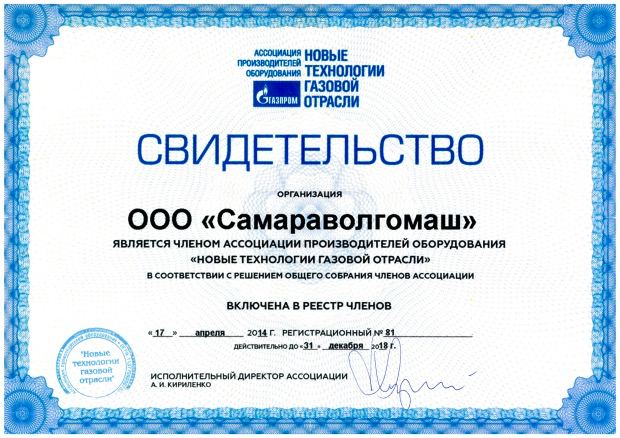 АССОЦИАЦИЯ
ПРОИЗВОДИТЕЛЕЙ
ОБОРУДОВАНИЯ
НОВЫЕ
ТЕХНОЛОГИИ
ГАЗОВОЙ
ОТРАСЛИ
ГАЗПРОМ
СВИДЕТЕЛЬСТВО
ОРГАНИЗАЦИЯ
ООО «Самараволгомаш»
ЯВЛЯЕТСЯ ЧЛЕНОМ АССОЦИАЦИИ ПРОИЗВОДИТЕЛЕЙ ОБОРУДОВАНИЯ
«НОВЫЕ ТЕХНОЛОГИИ ГАЗОВОЙ ОТРАСЛИ»
В СООТВЕТСТВИИ С РЕШЕНИЕМ ОБЩЕГО СОБРАНИЯ ЧЛЕНОВ АССОЦИАЦИИ
ВКЛЮЧЕНА В РЕЕСТР ЧЛЕНОВ
« 17 » апреля 2014 Г. РЕГИСТРАЦИОННЫЙ № 81
ДЕЙСТВИТЕЛЬНО ДО «31 » декабря 2018 г.
"Новые
технологии
газовой
отрасли"
ИСПОЛНИТЕЛЬНЫЙ ДИРЕКТОР АССОЦИАЦИИ
А. И. КИРИЛЕНКО